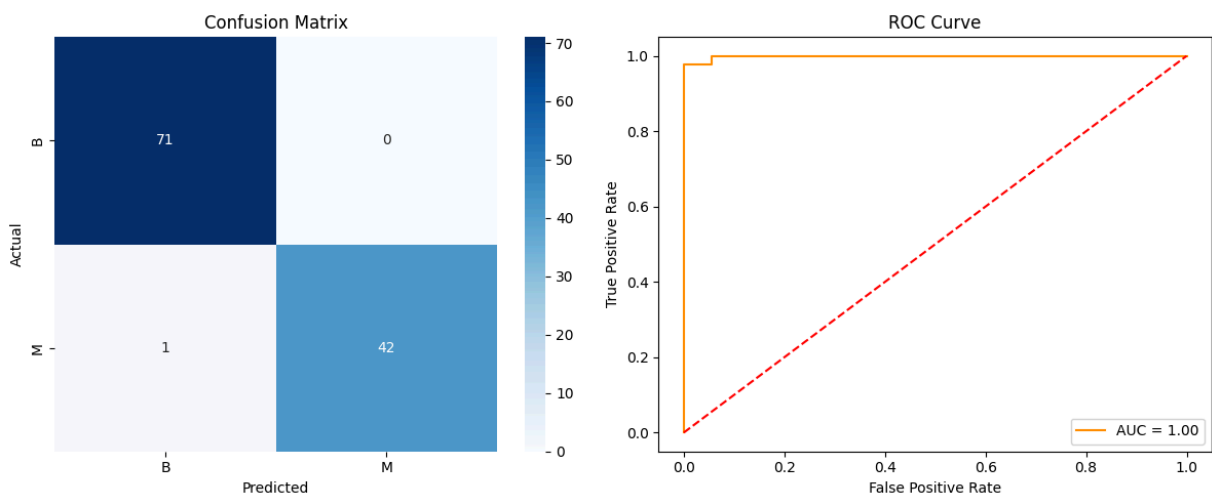 Confusion Matrix
B
M
Actual
71
0
1
42
B
M
Predicted
70
60
50
40
30
20
10
0
ROC Curve
True Positive Rate
1.0
0.8
0.6
0.4
0.2
0.0
AUC = 1.00
0.0
0.2
0.4
0.6
0.8
1.0
False Positive Rate